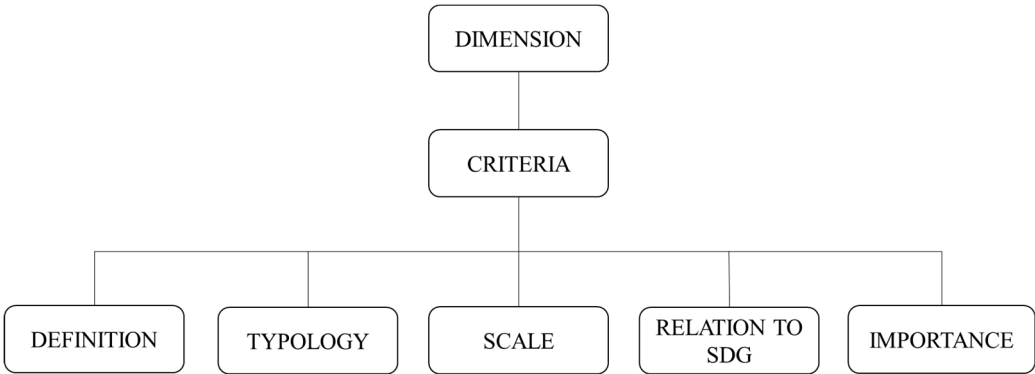 DIMENSION
CRITERIA
DEFINITION
TYPOLOGY
SCALE
RELATION TO
SDG
IMPORTANCE